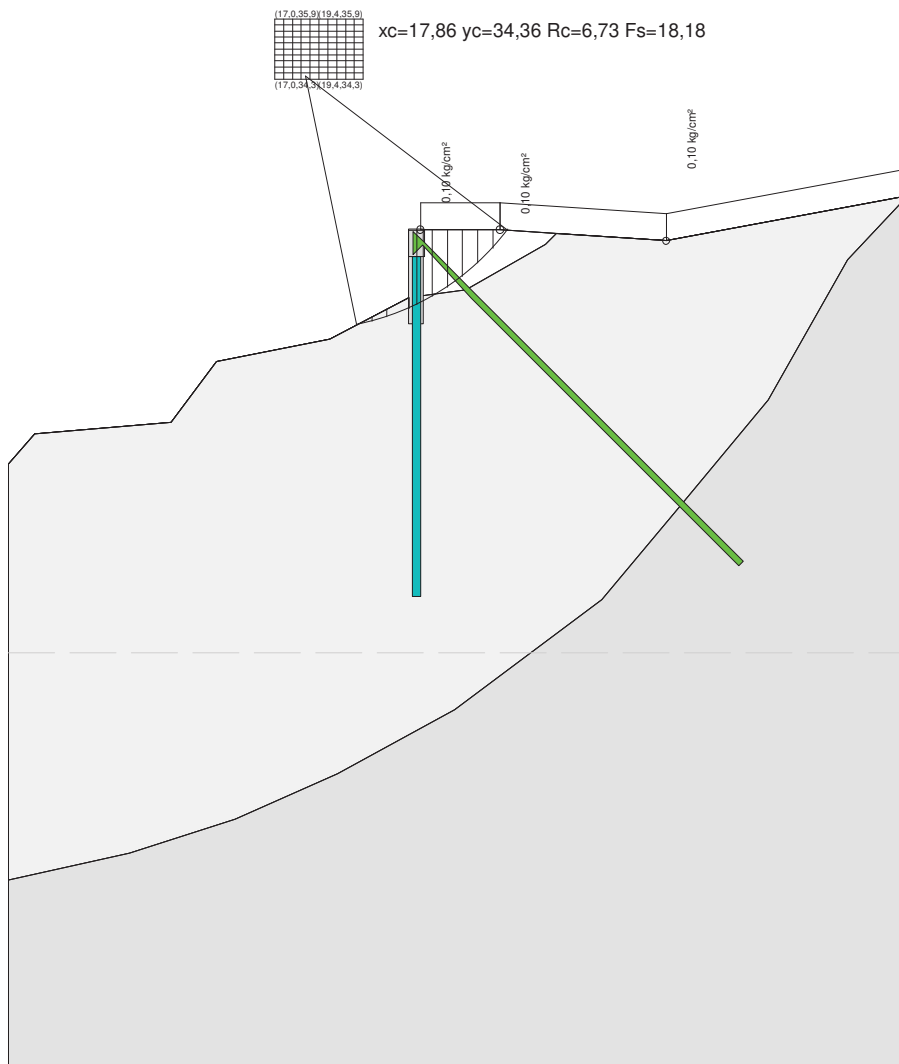 (17,0,35,9)(19,4,35,9)
xc=17,86 yc=34,36 Rc=6,73 Fs=18,18
(17,0,34,3)(19,4,34,3)
0,10 kg/cm²
0,10 kg/cm²
0,10 kg/cm²